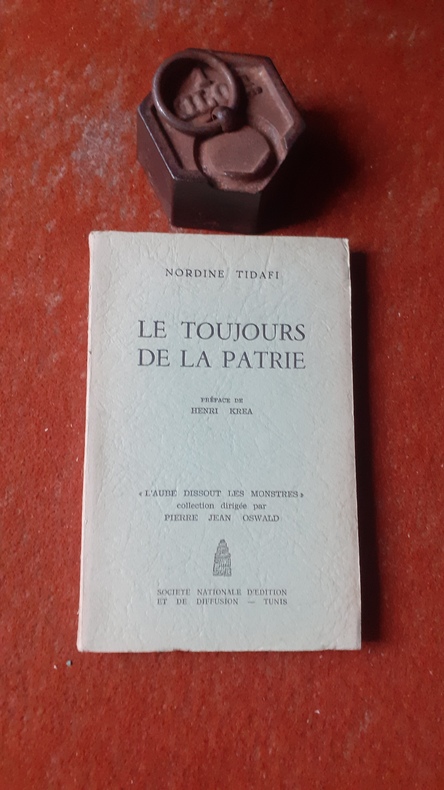 NORDINE TIDAFI
LE TOUJOURS
DE LA PATRIE
PRÉFACE DE
HENRI KREA
« L'AUBE DISSOUT LES MONSTRES »
collection dirigée par
PIERRE JEAN OSWALD
SOCIETE NATIONALE D'EDITION
ET DE DIFFUSION — TUNIS